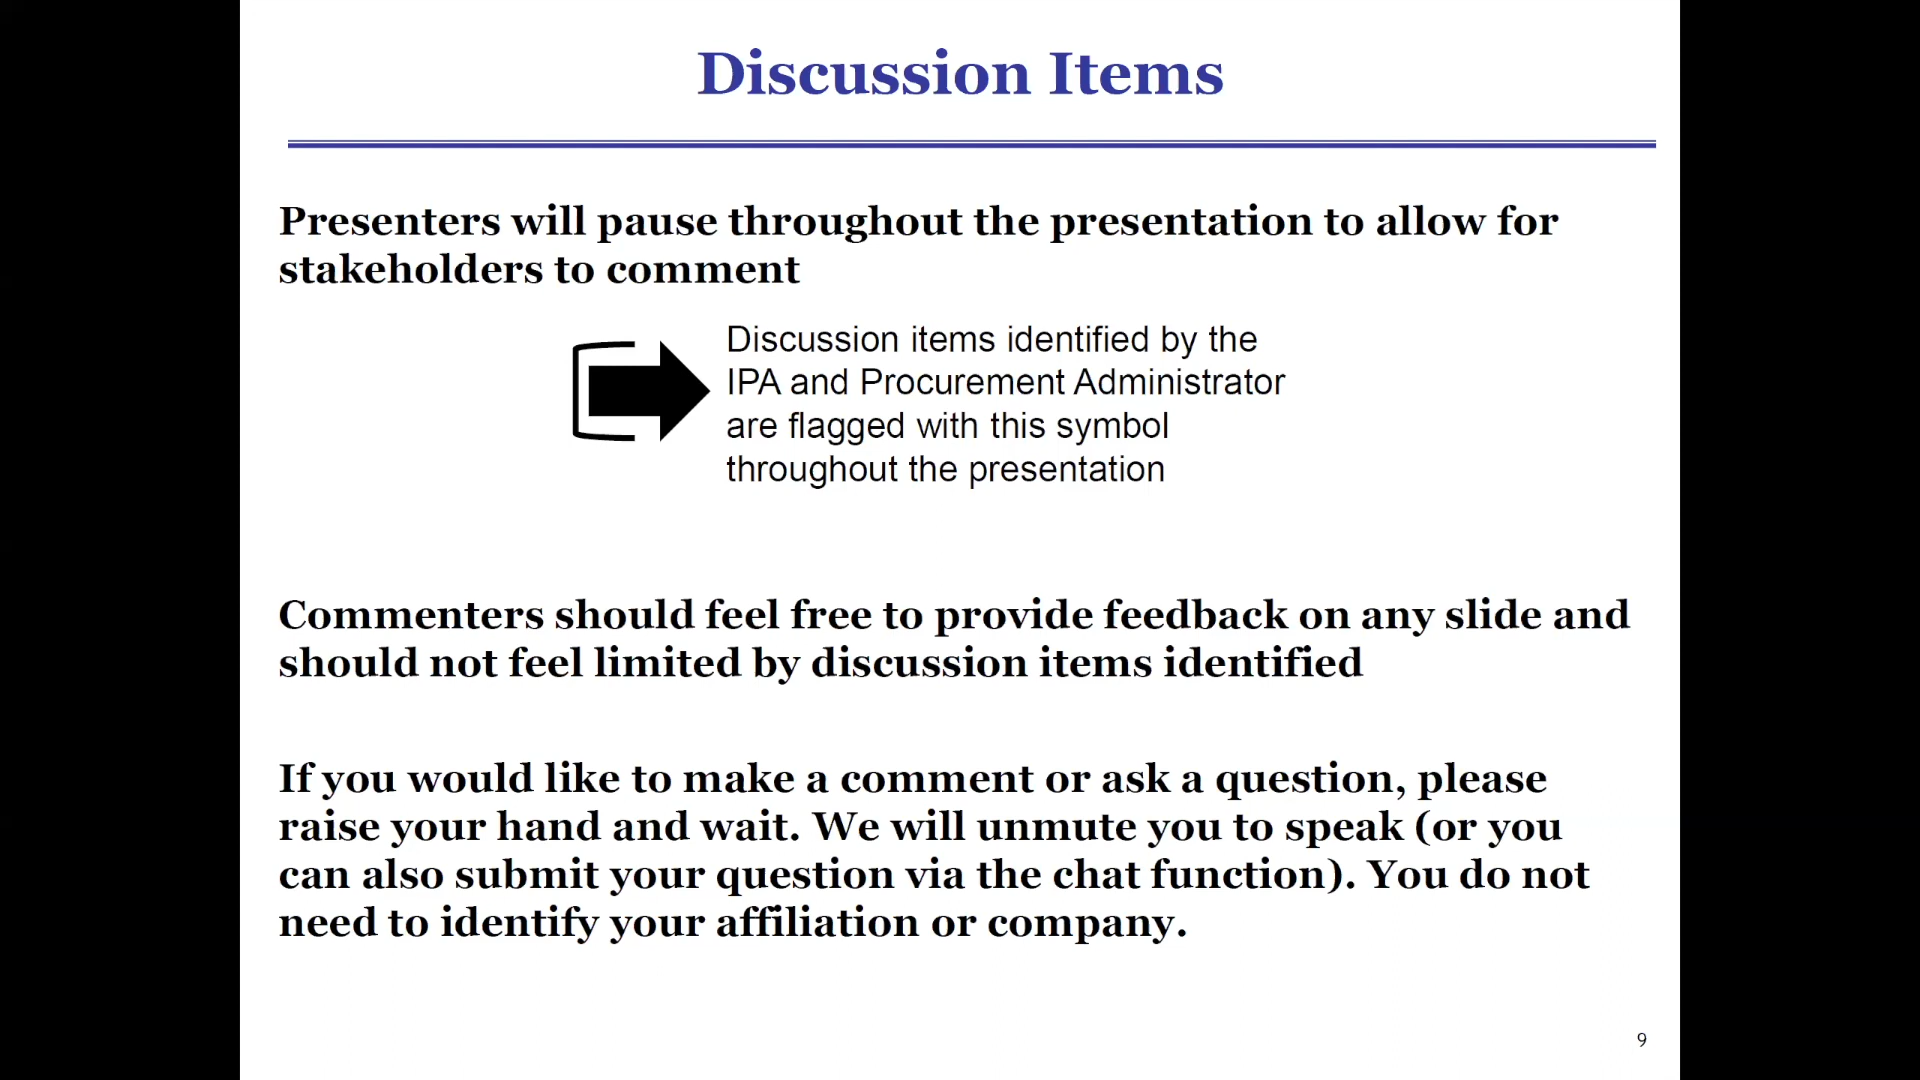 Discussion Items
Presenters will pause throughout the presentation to allow for
stakeholders to comment
Discussion items identified by the
IPA and Procurement Administrator
are flagged with this symbol
throughout the presentation
Commenters should feel free to provide feedback on any slide and
should not feel limited by discussion items identified
If you would like to make a comment or ask a question, please
raise your hand and wait. We will unmute you to speak (or you
can also submit your question via the chat function). You do not
need to identify your affiliation or company.
9